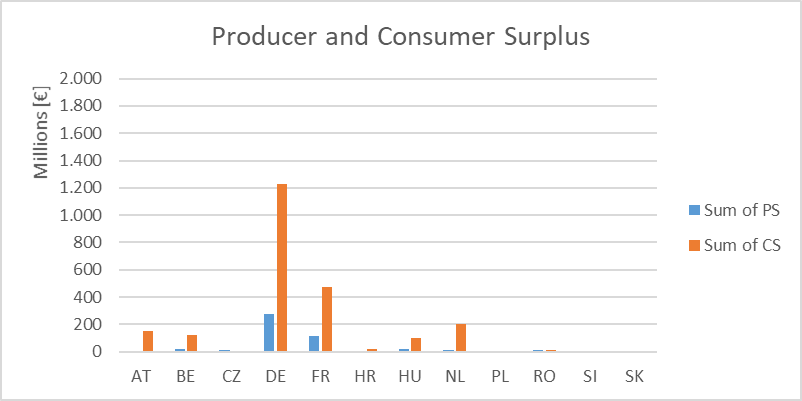 Producer and Consumer Surplus
Millions [€]
2.000
1.800
1.600
1.400
1.200
1.000
800
600
400
200
0
AT BE CZ DE FR HR HU NL PL RO SI SK
Sum of PS
Sum of CS